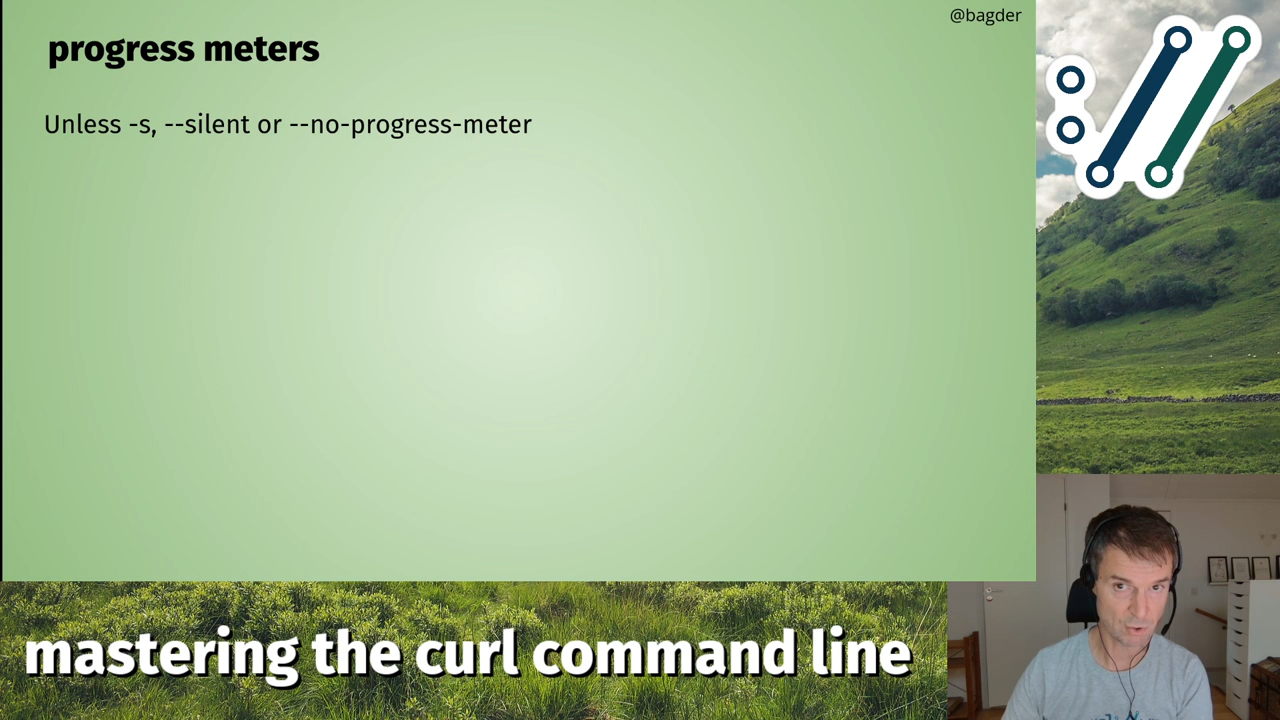 @bagder
progress meters
Unless -s, --silent or --no-progress-meter
mastering the curl command line